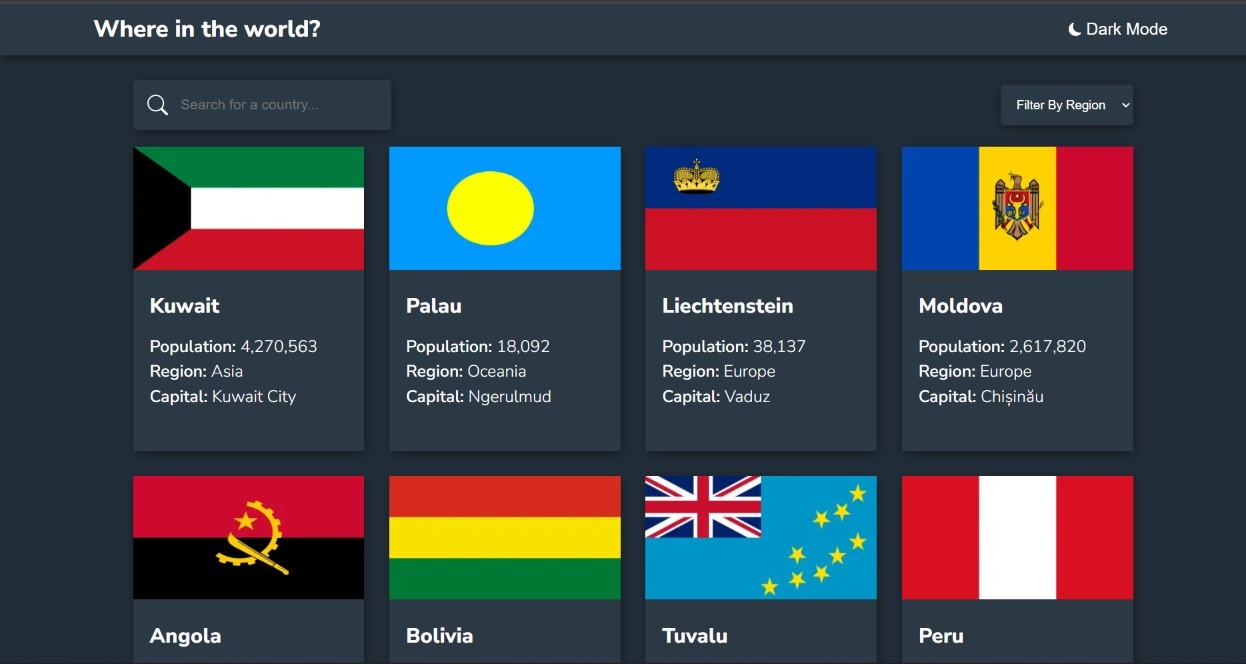 Where in the world?
Dark Mode
Search for a country...
Filter By Region
Kuwait
Population: 4,270,563
Region: Asia
Capital: Kuwait City
Palau
Population: 18,092
Region: Oceania
Capital: Ngerulmud
Liechtenstein
Population: 38,137
Region: Europe
Capital: Vaduz
Moldova
Population: 2,617,820
Region: Europe
Capital: Chișinău
Angola
Bolivia
Tuvalu
Peru